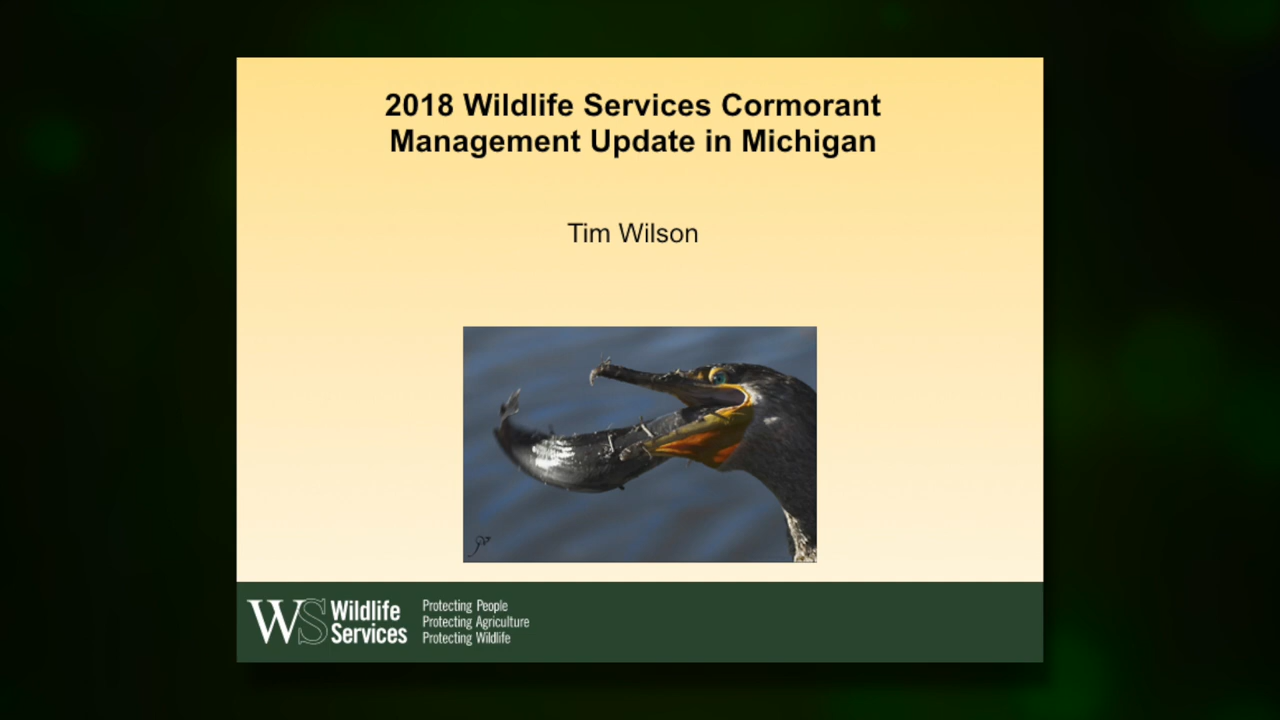 2018 Wildlife Services Cormorant
Management Update in Michigan
Tim Wilson
WS Wildlife
Services
Protecting People
Protecting Agriculture
Protecting Wildlife